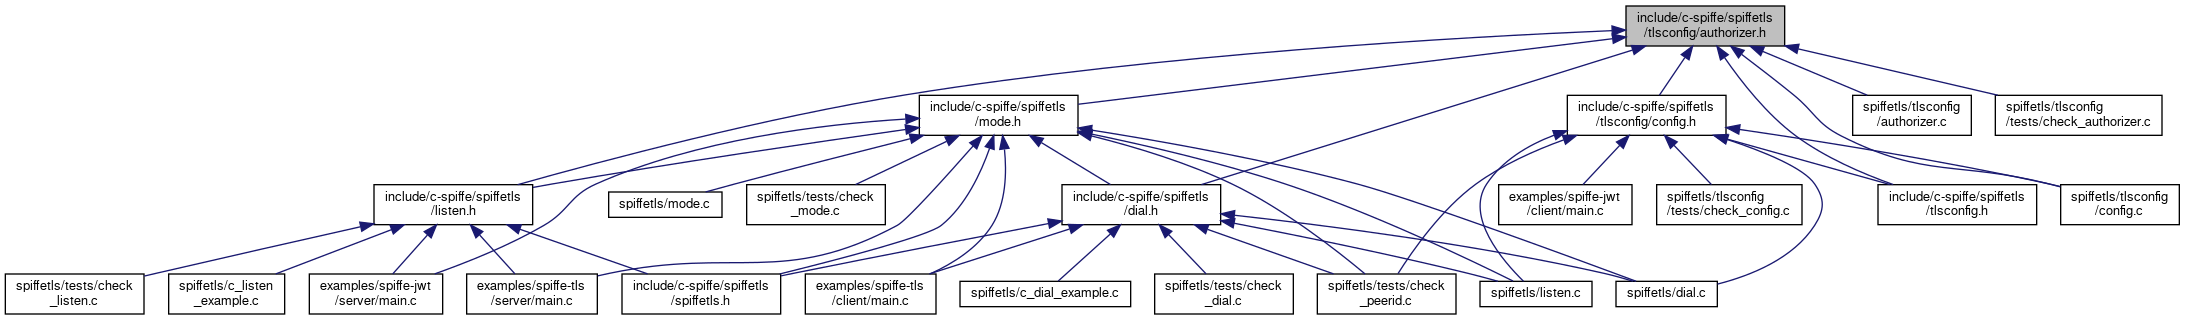 include/c-spiffe/spiffetls
/tlsconfig/authorizer.h
include/c-spiffe/spiffetls
/mode.h
include/c-spiffe/spiffetls
/tlsconfig/config.h
spiffetls/tlsconfig
/authorizer.c
spiffetls/tlsconfig
/tests/check_authorizer.c
include/c-spiffe/spiffetls
/listen.h
spiffetls/mode.c
spiffetls/tests/check
_mode.c
include/c-spiffe/spiffetls
/dial.h
examples/spiffe-jwt
/client/main.c
spiffetls/tlsconfig
/tests/check_config.c
include/c-spiffe/spiffetls
/tlsconfig.h
spiffetls/tlsconfig
/config.c
spiffetls/tests/check
_listen.c
spiffetls/c_listen
_example.c
examples/spiffe-jwt
/server/main.c
examples/spiffe-tls
/server/main.c
include/c-spiffe/spiffetls
/spiffetls.h
examples/spiffe-tls
/client/main.c
spiffetls/c_dial_example.c
spiffetls/tests/check
_dial.c
spiffetls/tests/check
_peerid.c
spiffetls/listen.c
spiffetls/dial.c